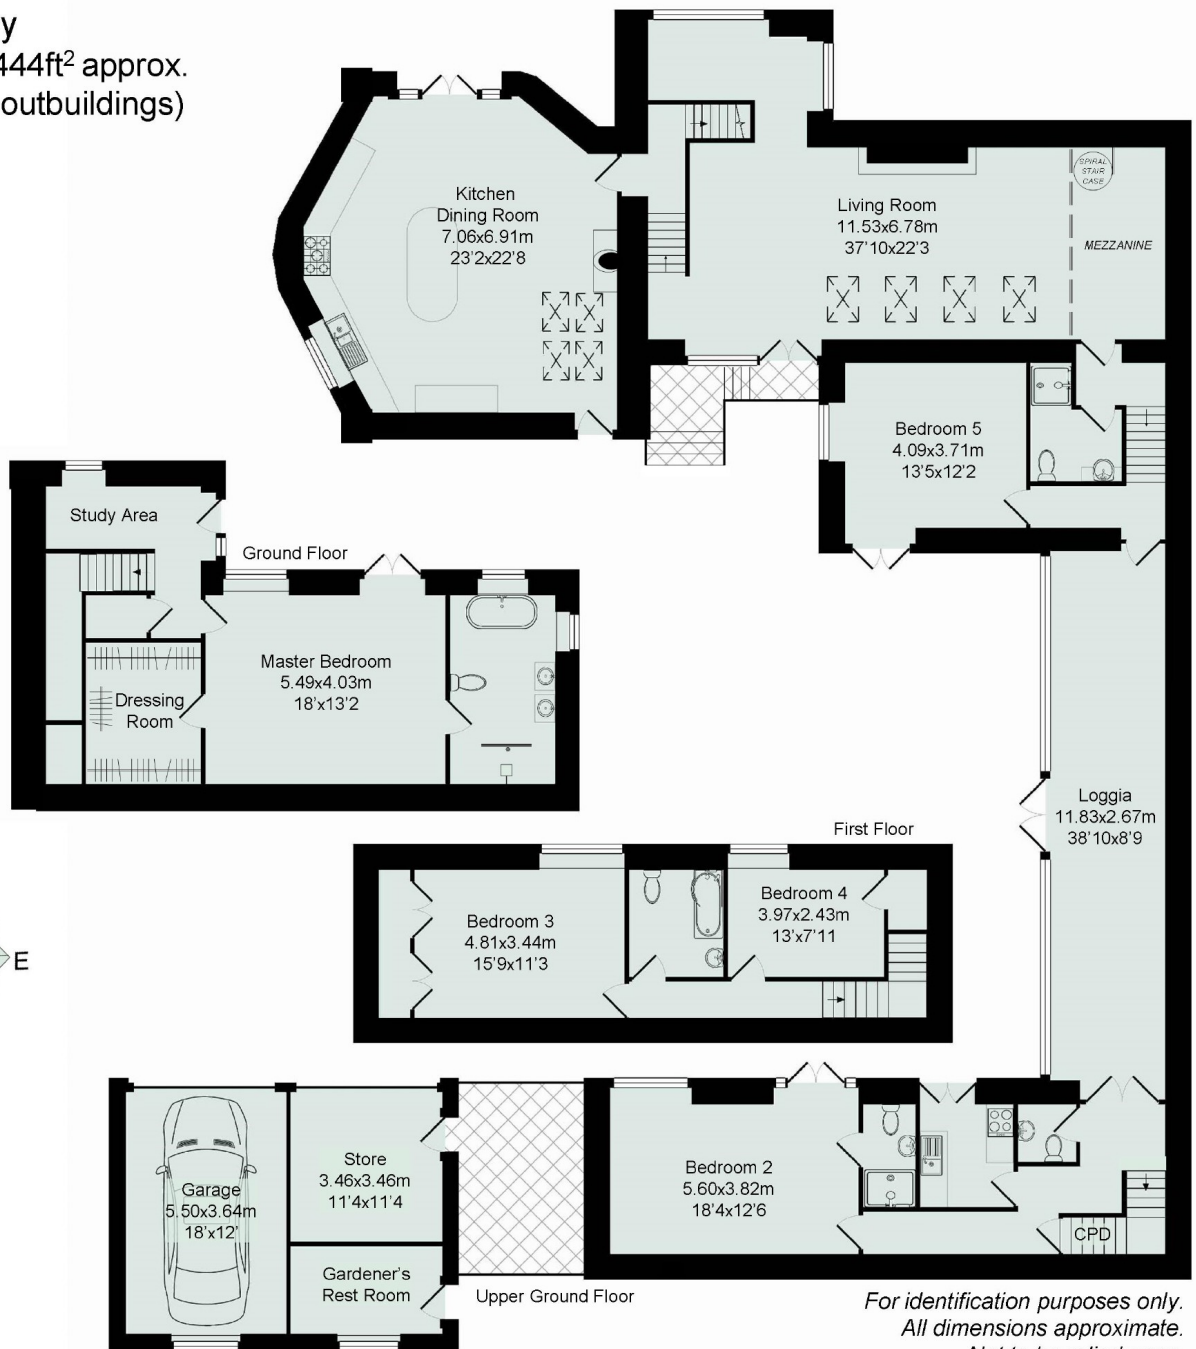 y
444ft² approx.
outbuildings)
Kitchen
Dining Room
7.06x6.91m
23'2x22'8
Living Room
11.53x6.78m
37'10x22'3
SPIRAL
STAIR
CASE
MEZZANINE
Bedroom 5
4.09x3.71m
13'5x12'2
Study Area
Ground Floor
Master Bedroom
5.49x4.03m
18'x13'2
Dressing
Room
Loggia
11.83x2.67m
38'10x8'9
First Floor
Bedroom 3
4.81x3.44m
15'9x11'3
Bedroom 4
3.97x2.43m
13'x7'11
E
Garage
5.50x3.64m
18'x12'
Store
3.46x3.46m
11'4x11'4
Gardener's
Rest Room
Bedroom 2
5.60x3.82m
18'4x12'6
CPD
Upper Ground Floor
For identification purposes only.
All dimensions approximate.